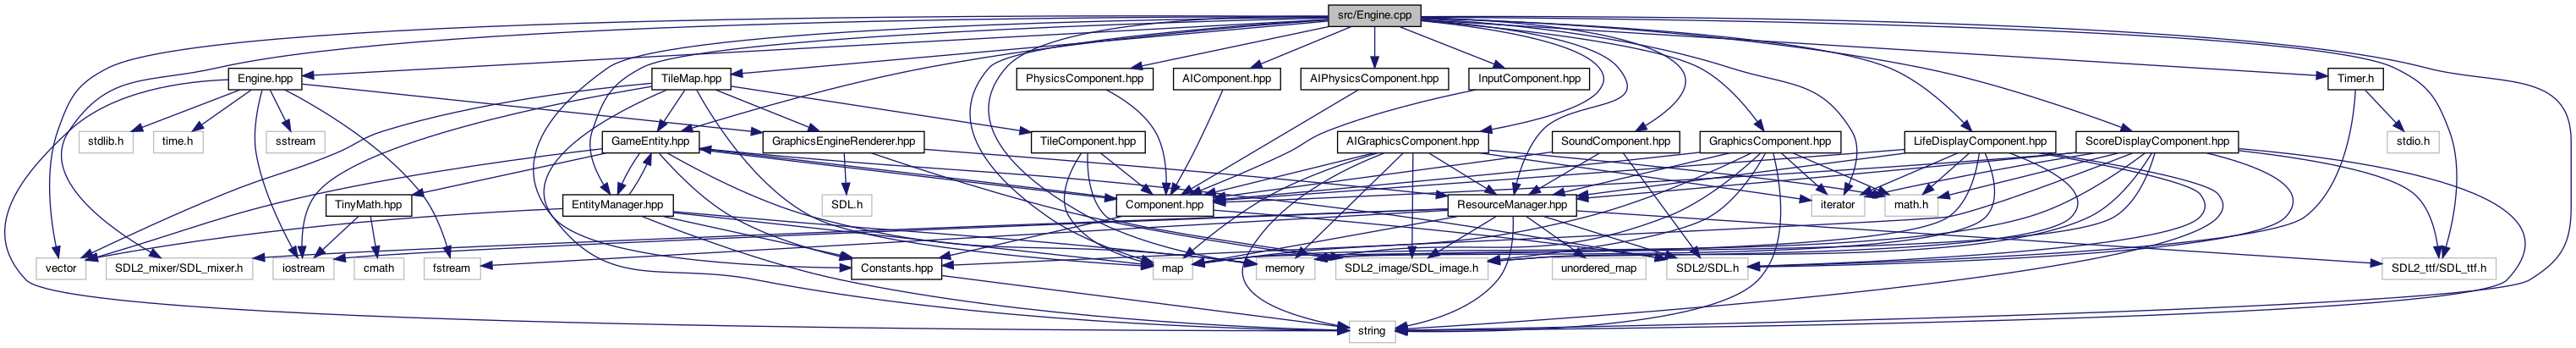 src/Engine.cpp
Engine.hpp
TileMap.hpp
PhysicsComponent.hpp
AIComponent.hpp
AIPhysicsComponent.hpp
InputComponent.hpp
Timer.h
stdlib.h
time.h
sstream
GameEntity.hpp
GraphicsEngineRenderer.hpp
TileComponent.hpp
AIGraphicsComponent.hpp
SoundComponent.hpp
GraphicsComponent.hpp
LifeDisplayComponent.hpp
ScoreDisplayComponent.hpp
stdio.h
TinyMath.hpp
EntityManager.hpp
SDL.h
Component.hpp
ResourceManager.hpp
iterator
math.h
vector
SDL2_mixer/SDL_mixer.h
iostream
cmath
fstream
Constants.hpp
map
memory
SDL2_image/SDL_image.h
unordered_map
SDL2/SDL.h
SDL2_ttf/SDL_ttf.h
string